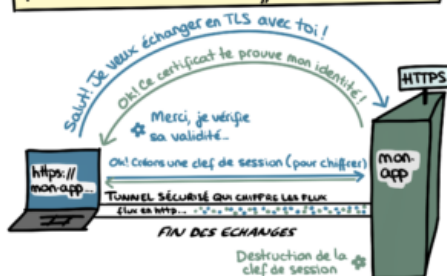 Salut! Je veux échanger en TLS avec toi!
Ok! Ce certificat te prouve mon identité!
HTTPS
Merci, je vérifie
sa validité...
Ok! Créons une clef de session (pour chiffrer)
https://
mon-app...
mon-
app
TUNNEL SÉCURISÉ QUI CHIFFRE LES FLUX
flux en http...
FIN DES ECHANGES
Destruction de la
clef de session